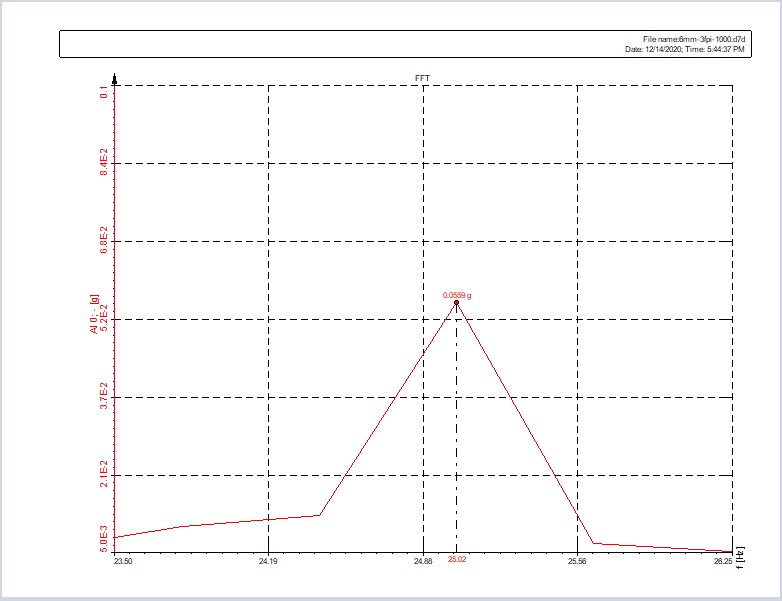 File name:6mm-3fpi-1000.d7d
Date: 12/14/2020; Time: 5:44:37 PM
FFT
0.1
8.4E-2
6.8E-2
5.2E-2
3.7E-2
2.1E-2
5.0E-3
AI 0; - [g]
0.0559 g
23.50
24.19
24.88
25.02
25.56
26.25
f [Hz]